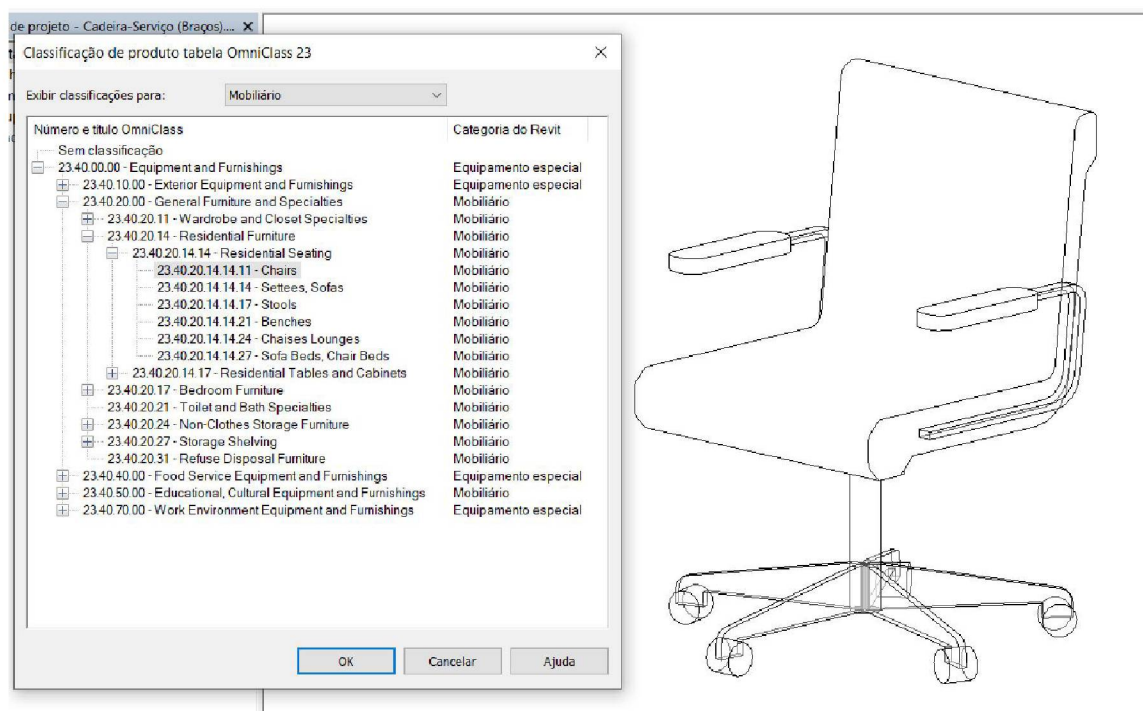 de projeto - Cadeira-Serviço (Braços)....
Classificação de produto tabela OmniClass 23
Exibir classificações para: Mobiliário
Número e título OmniClass Categoria do Revit
Sem classificação
23.40.00.00 - Equipment and Furnishings Equipamento especial
23.40.10.00 - Exterior Equipment and Furnishings Equipamento especial
23.40.20.00 - General Furniture and Specialties Mobiliário
23.40.20.11 - Wardrobe and Closet Specialties Mobiliário
23.40.20.14 - Residential Furniture Mobiliário
23.40.20.14.14 - Residential Seating Mobiliário
23.40.20.14.14.11 - Chairs Mobiliário
23.40.20.14.14.14 - Settees, Sofas Mobiliário
23.40.20.14.14.17 - Stools Mobiliário
23.40.20.14.14.21 - Benches Mobiliário
23.40.20.14.14.24 - Chaises Lounges Mobiliário
23.40.20.14.14.27 - Sofa Beds, Chair Beds Mobiliário
23.40.20.14.17 - Residential Tables and Cabinets Mobiliário
23.40.20.17 - Bedroom Furniture Mobiliário
23.40.20.21 - Toilet and Bath Specialties Mobiliário
23.40.20.24 - Non-Clothes Storage Furniture Mobiliário
23.40.20.27 - Storage Shelving Mobiliário
23.40.20.31 - Refuse Disposal Furniture Mobiliário
23.40.40.00 - Food Service Equipment and Furnishings Equipamento especial
23.40.50.00 - Educational, Cultural Equipment and Furnishings Mobiliário
23.40.70.00 - Work Environment Equipment and Furnishings Equipamento especial
OK Cancelar Ajuda